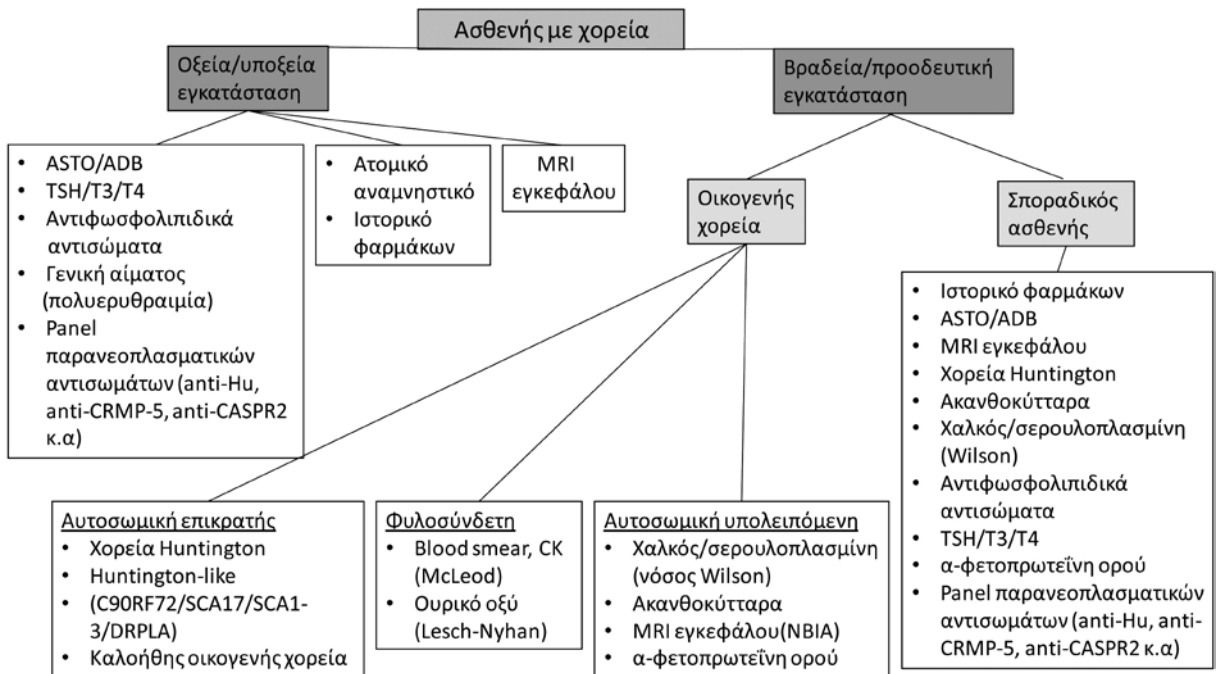 Ασθενής με χορεία
Οξεία/υποξεία
εγκατάσταση
Βραδεία/προοδευτική
εγκατάσταση
• ASTO/ADB
• TSH/T3/T4
• Αντιφωσφολιπιδικά
αντισώματα
• Γενική αίματος
(πολυερυθραιμία)
• Panel
παρανεοπλασματικών
αντισωμάτων (anti-Hu,
anti-CRMP-5, anti-CASPR2
κ.α)
• Ατομικό
αναμνηστικό
• Ιστορικό
φαρμάκων
MRI
εγκεφάλου
Οικογενής
χορεία
Σποραδικός
ασθενής
• Ιστορικό φαρμάκων
• ASTO/ADB
• MRI εγκεφάλου
• Χορεία Huntington
• Ακανθοκύτταρα
• Χαλκός/σερουλοπλασμίνη
(Wilson)
• Αντιφωσφολιπιδικά
αντισώματα
• TSH/T3/T4
• α-φετοπρωτεΐνη ορού
• Panel παρανεοπλασματικών
αντισωμάτων (anti-Hu, anti-
CRMP-5, anti-CASPR2 κ.α)
Αυτοσωμική επικρατής
• Χορεία Huntington
• Huntington-like
• (C90RF72/SCA17/SCA1-
3/DRPLA)
• Καλοήθης οικογενής χορεία
Φυλοσύνδετη
• Blood smear, CK
(McLeod)
• Ουρικό οξύ
(Lesch-Nyhan)
Αυτοσωμική υπολειπόμενη
• Χαλκός/σερουλοπλασμίνη
(νόσος Wilson)
• Ακανθοκύτταρα
• MRI εγκεφάλου(NBIA)
• α-φετοπρωτεΐνη ορού